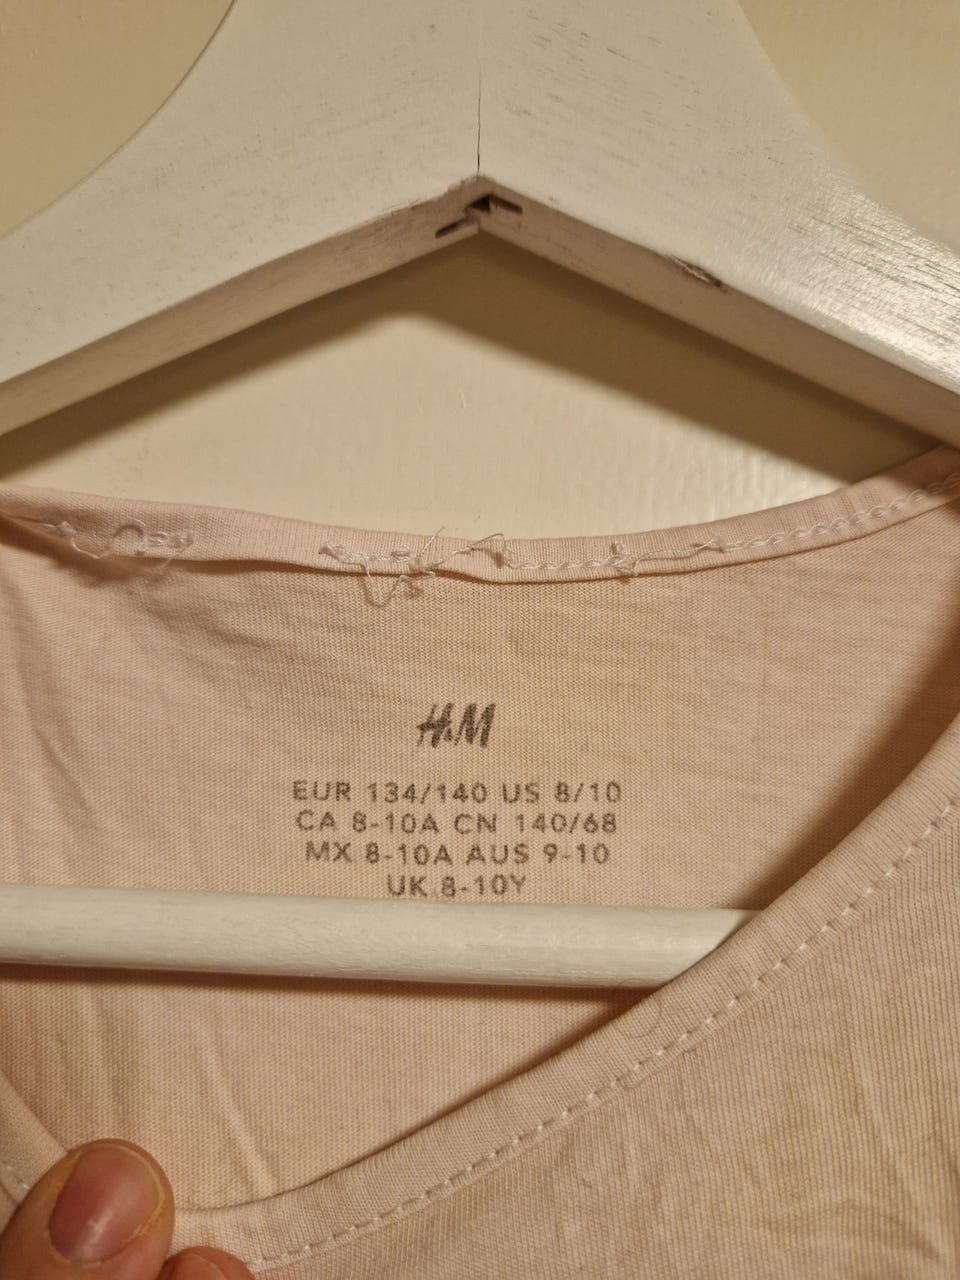 H&M
EUR 134/140 US 8/10
CA 8-10A CN 140/68
MX 8-10A AUS 9-10
UK 8-10Y